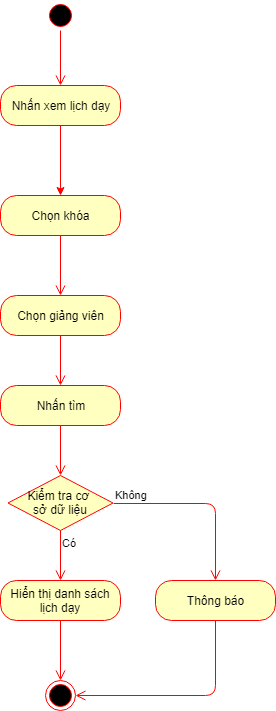 Nhấn xem lịch dạy
Chọn khóa
Chọn giảng viên
Nhấn tìm
Kiểm tra cơ
sở dữ liệu
Không
Có
Hiển thị danh sách
lịch dạy
Thông báo